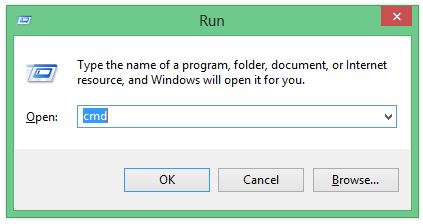 Run
Type the name of a program, folder, document, or Internet
resource, and Windows will open it for you.
Open: cmd
OK Cancel Browse...